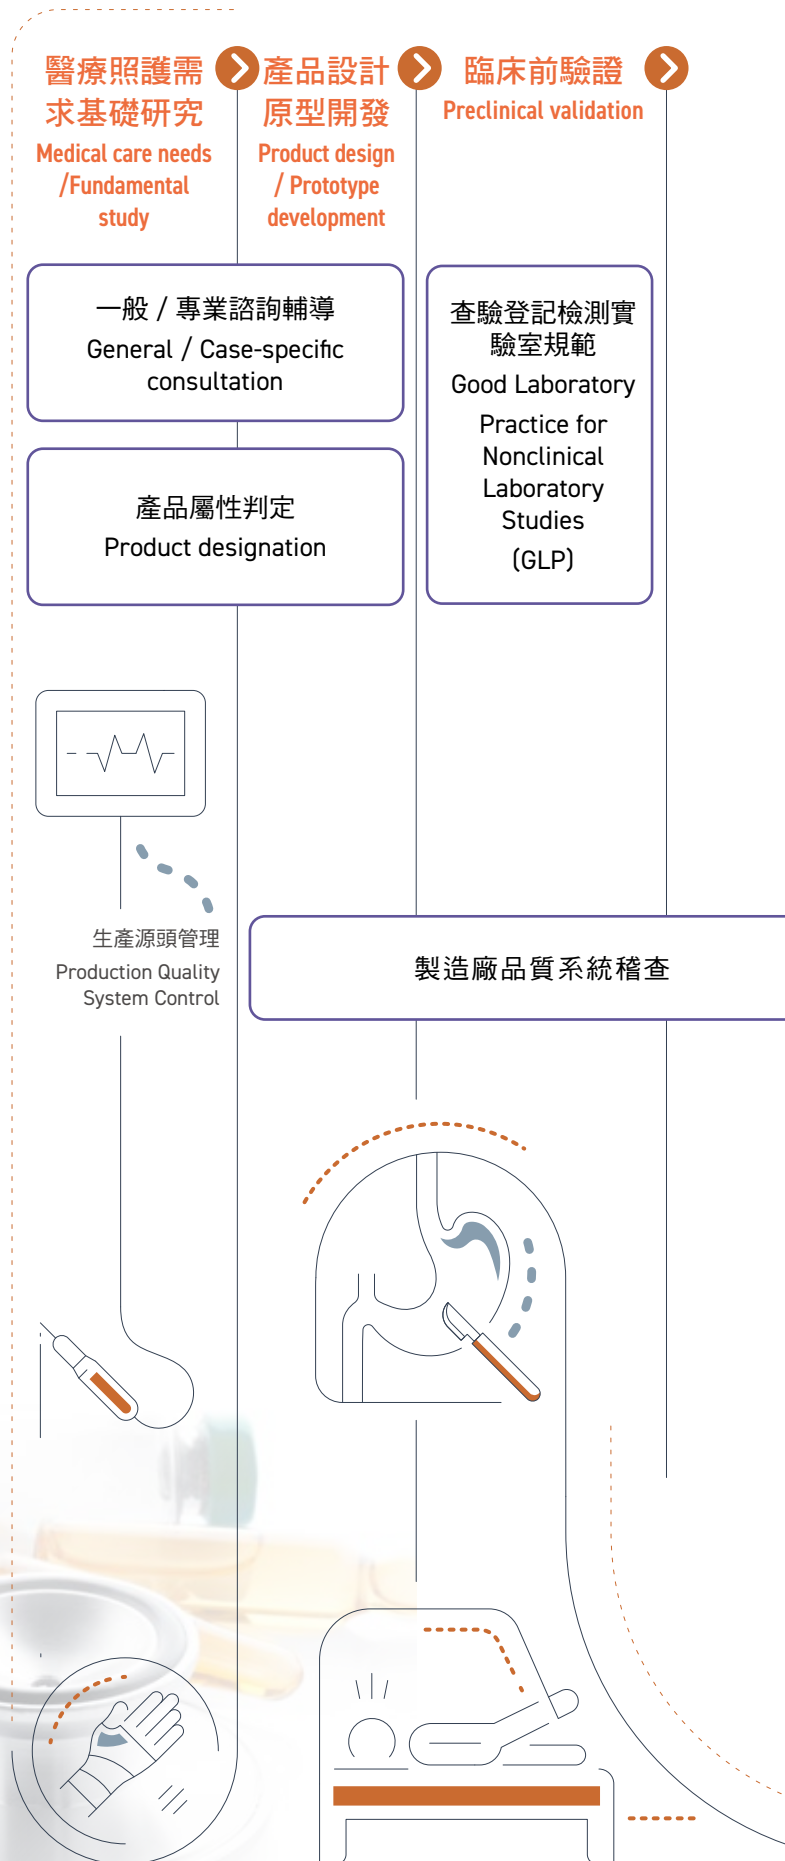 醫療照護需
求基礎研究
Medical care needs
/Fundamental
study
產品設計
原型開發
Product design
/ Prototype
development
臨床前驗證
Preclinical validation
一般 / 專業諮詢輔導
General / Case-specific
consultation
產品屬性判定
Product designation
查驗登記檢測實
驗室規範
Good Laboratory
Practice for
Nonclinical
Laboratory
Studies
(GLP)
生產源頭管理
Production Quality
System Control
製造廠品質系統稽查